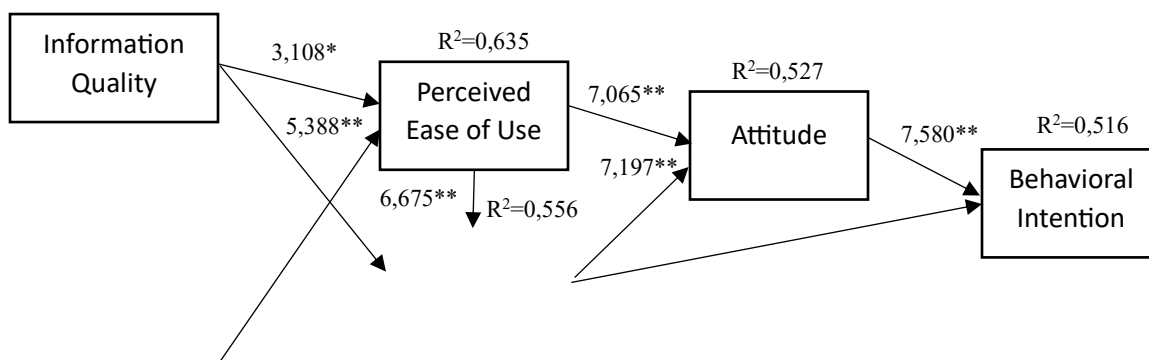 Information
Quality
3,108*
R²=0,635
Perceived
Ease of Use
5,388**
7,065**
R²=0,527
Attitude
7,197**
7,580**
R²=0,516
Behavioral
Intention
6,675**
R²=0,556